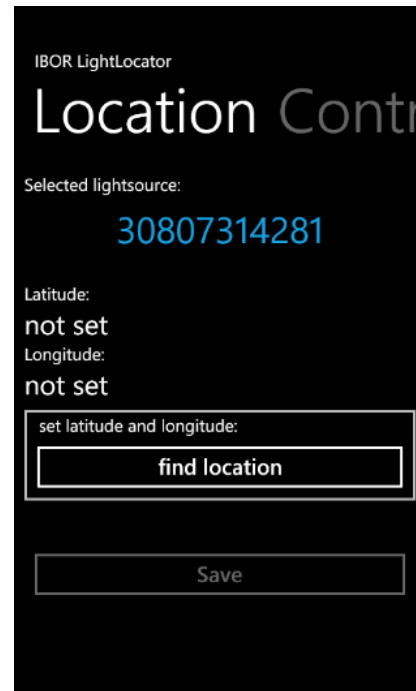 IBOR LightLocator
Location Contr
Selected lightsource:
30807314281
Latitude:
not set
Longitude:
not set
set latitude and longitude:
find location
Save